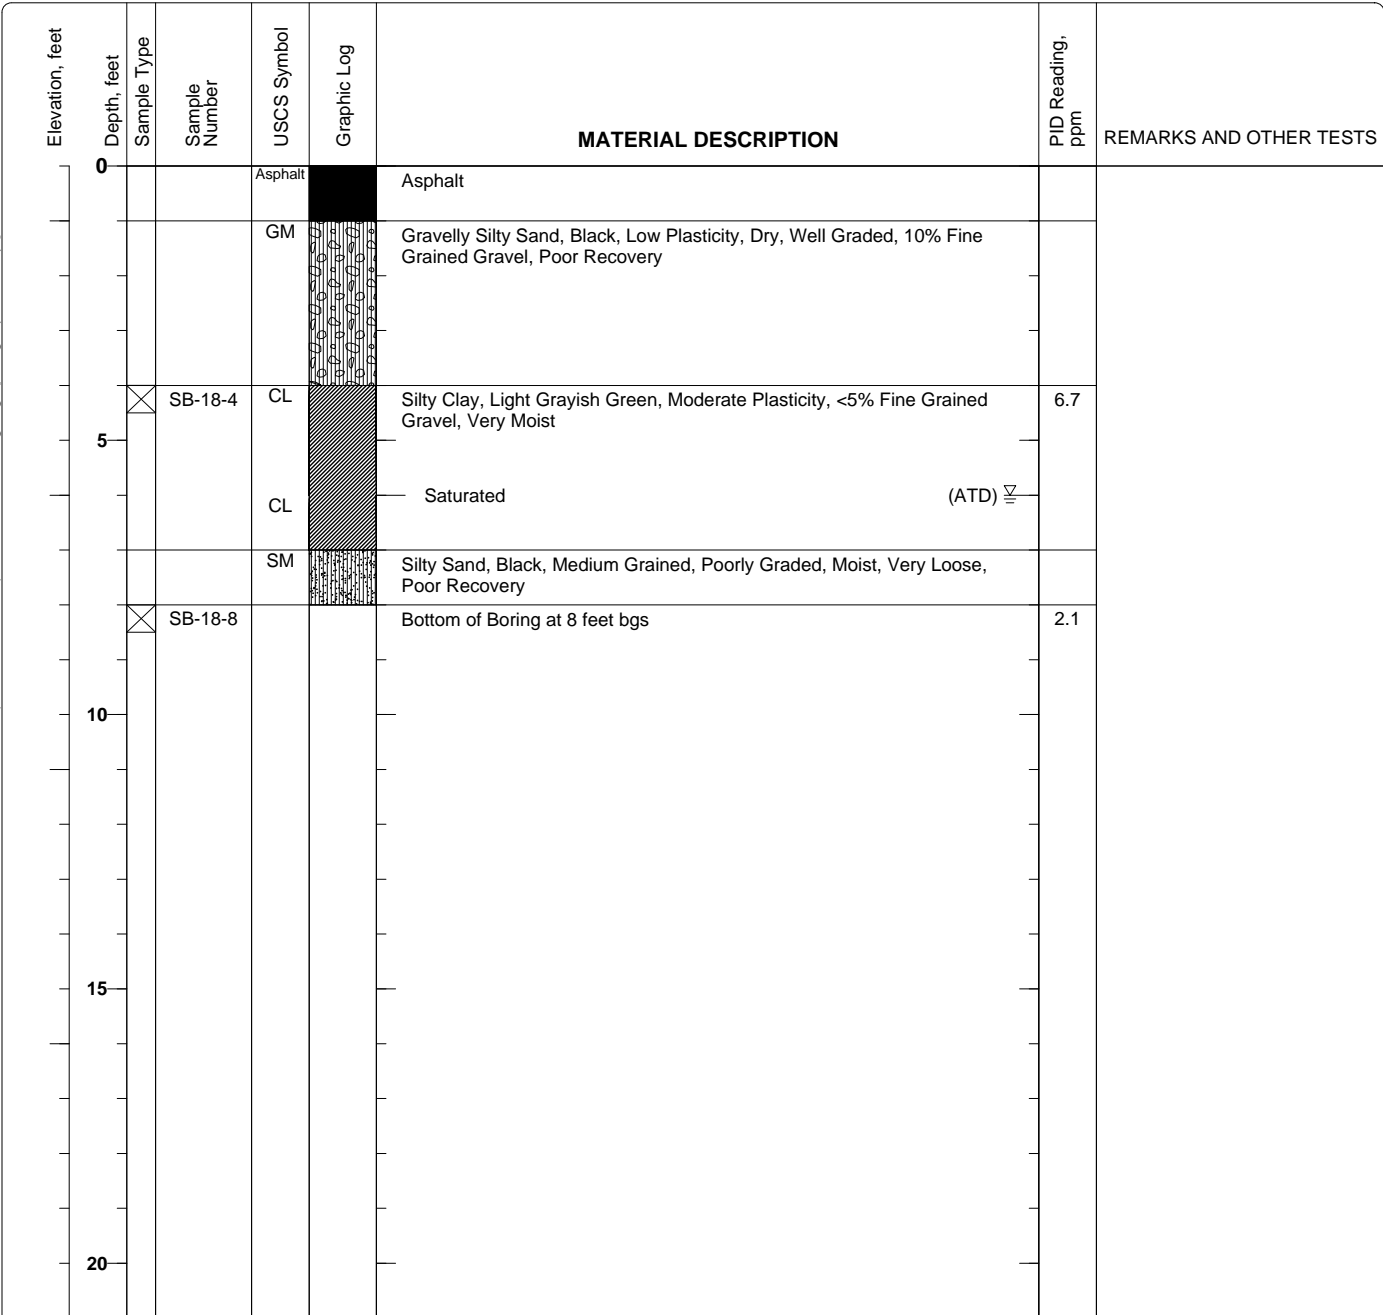 Elevation, feet
Depth, feet
Sample Type
Sample
Number
USCS Symbol
Graphic Log
MATERIAL DESCRIPTION
PID Reading,
ppm
REMARKS AND OTHER TESTS
0
Asphalt
Asphalt
GM
Gravelly Silty Sand, Black, Low Plasticity, Dry, Well Graded, 10% Fine
Grained Gravel, Poor Recovery
SB-18-4
CL
Silty Clay, Light Grayish Green, Moderate Plasticity, <5% Fine Grained
Gravel, Very Moist
6.7
5
CL
Saturated
(ATD)
SM
Silty Sand, Black, Medium Grained, Poorly Graded, Moist, Very Loose,
Poor Recovery
SB-18-8
Bottom of Boring at 8 feet bgs
2.1
10
15
20